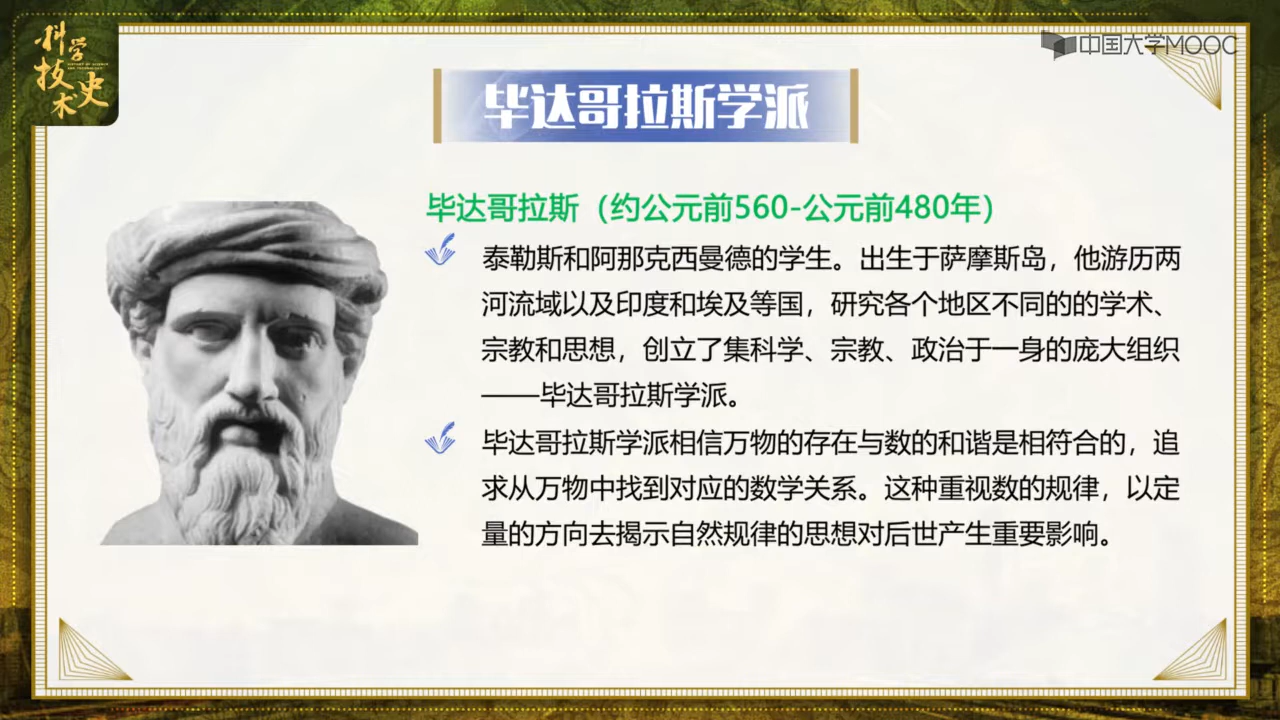 科学
技术史
中国大学MOOC
毕达哥拉斯学派
毕达哥拉斯（约公元前560-公元前480年）
泰勒斯和阿那克西曼德的学生。出生于萨摩斯岛，他游历两
河流域以及印度和埃及等国，研究各个地区不同的的学术、
宗教和思想，创立了集科学、宗教、政治于一身的庞大组织
——毕达哥拉斯学派。
毕达哥拉斯学派相信万物的存在与数的和谐是相符合的，追
求从万物中找到对应的数学关系。这种重视数的规律，以定
量的方向去揭示自然规律的思想对后世产生重要影响。